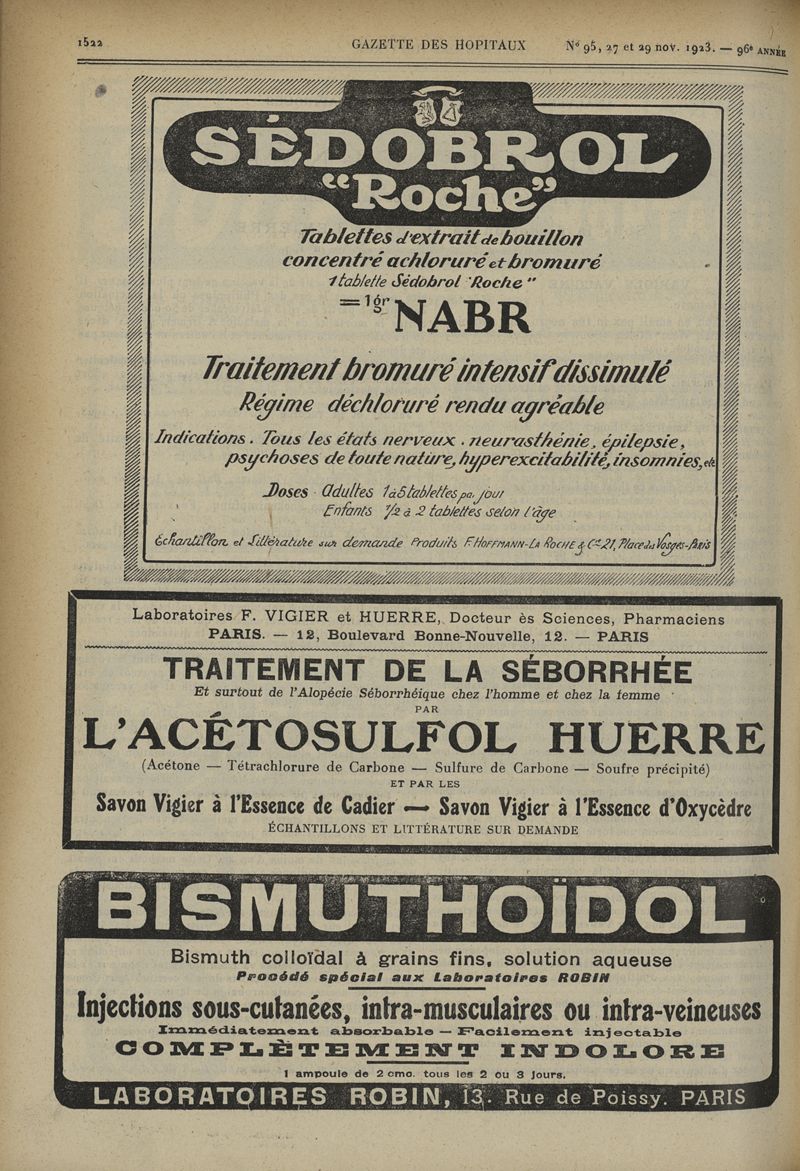 1522 GAZETTE DES HOPITAUX Nº 95, 27 et 29 nov. 1923. — 96e ANNÉE
SÉDOBROL
“Roche”
Tablettes d'extrait de bouillon
concentré achloruré et bromuré
1 tablette Sédobrol "Roche"
= 1gr NABR
Traitement bromuré intensif dissimulé
Régime déchloruré rendu agréable
Indications. Tous les états nerveux. neurasthénie, épilepsie,
psychoses de toute nature, hyperexcitabilité, insomnies, etc
Doses. Adultes 1 à 5 tablettes par jour
Enfants 1/2 à 2 tablettes selon l'âge
Échantillon et Littérature sur demande Produits F. HOFFMANN-LA ROCHE & Cie 21, Place des Vosges-Paris
Laboratoires F. VIGIER et HUERRE, Docteur ès Sciences, Pharmaciens
PARIS. — 12, Boulevard Bonne-Nouvelle, 12. — PARIS
TRAITEMENT DE LA SÉBORRHÉE
Et surtout de l'Alopécie Séborrhéique chez l'homme et chez la femme
PAR
L'ACÉTOSULFOL HUERRE
(Acétone — Tétrachlorure de Carbone — Sulfure de Carbone — Soufre précipité)
ET PAR LES
Savon Vigier à l'Essence de Cadier — Savon Vigier à l'Essence d'Oxycèdre
ÉCHANTILLONS ET LITTÉRATURE SUR DEMANDE
BISMUTHOÏDOL
Bismuth colloïdal à grains fins, solution aqueuse
Procédé spécial aux Laboratoires ROBIN
Injections sous-cutanées, intra-musculaires ou intra-veineuses
Immédiatement absorbable — Facilement injectable
COMPLÈTEMENT INDOLORE
1 ampoule de 2 cmc. tous les 2 ou 3 jours.
LABORATOIRES ROBIN, 13. Rue de Poissy. PARIS